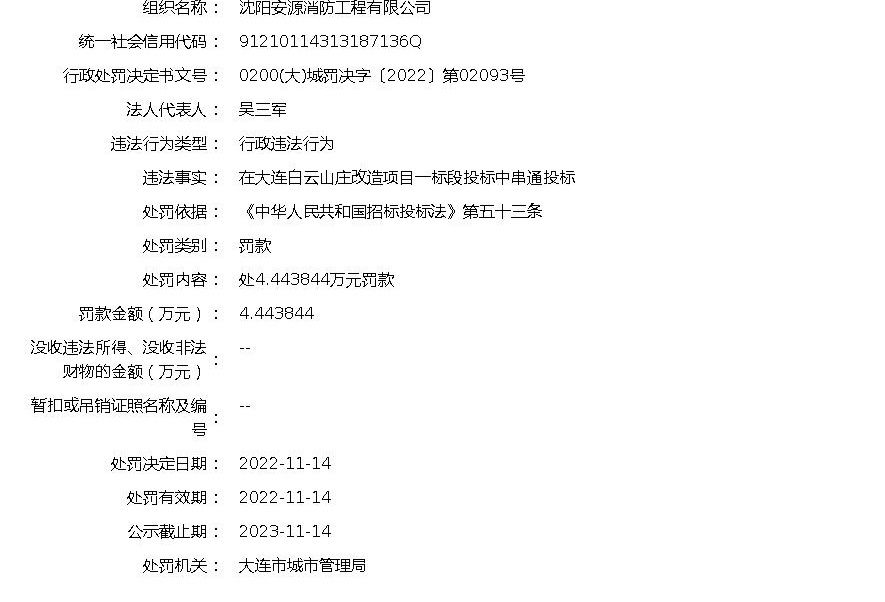 组织名称： 沈阳安源消防工程有限公司
统一社会信用代码： 91210114313187136Q
行政处罚决定书文号： 0200(大)城罚决字〔2022〕第02093号
法人代表人： 吴三军
违法行为类型： 行政违法行为
违法事实： 在大连白云山庄改造项目一标段投标中串通投标
处罚依据： 《中华人民共和国招标投标法》第五十三条
处罚类别： 罚款
处罚内容： 处4.443844万元罚款
罚款金额（万元）： 4.443844
没收违法所得、没收非法
财物的金额（万元）： --
暂扣或吊销证照名称及编
号： --
处罚决定日期： 2022-11-14
处罚有效期： 2022-11-14
公示截止期： 2023-11-14
处罚机关： 大连市城市管理局